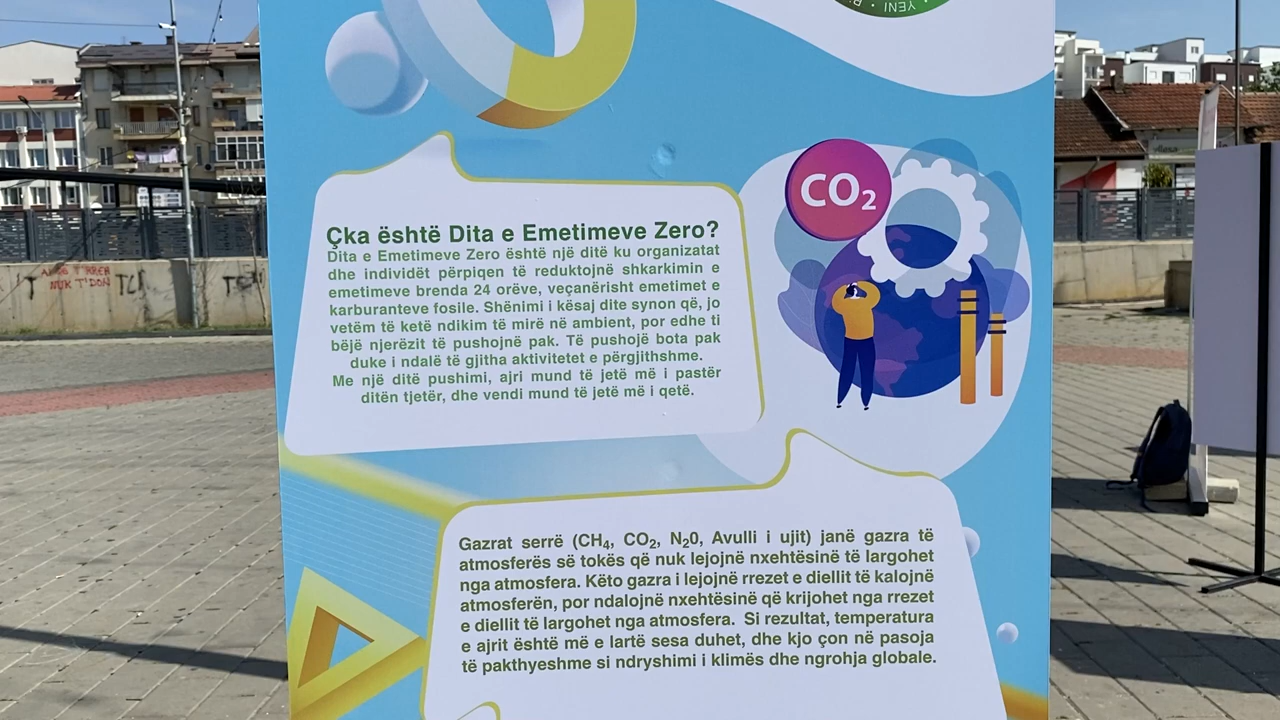 YENI
CO₂
Çka është Dita e Emetimeve Zero?
Dita e Emetimeve Zero është një ditë ku organizatat
dhe individët përpiqen të reduktojnë shkarkimin e
emetimeve brenda 24 orëve, veçanërisht emetimet e
karburanteve fosile. Shënimi i kësaj dite synon që, jo
vetëm të ketë ndikim të mirë në ambient, por edhe ti
bëjë njerëzit të pushojnë pak. Të pushojë bota pak
duke i ndalë të gjitha aktivitetet e përgjithshme.
Me një ditë pushimi, ajri mund të jetë më i pastër
ditën tjetër, dhe vendi mund të jetë më i qetë.
Gazrat serrë (CH₄, CO₂, N₂0, Avulli i ujit) janë gazra të
atmosferës së tokës që nuk lejojnë nxehtësinë të largohet
nga atmosfera. Këto gazra i lejojnë rrezet e diellit të kalojnë
atmosferën, por ndalojnë nxehtësinë që krijohet nga rrezet
e diellit të largohet nga atmosfera. Si rezultat, temperatura
e ajrit është më e lartë sesa duhet, dhe kjo çon në pasoja
të pakthyeshme si ndryshimi i klimës dhe ngrohja globale.
NUK T'DON